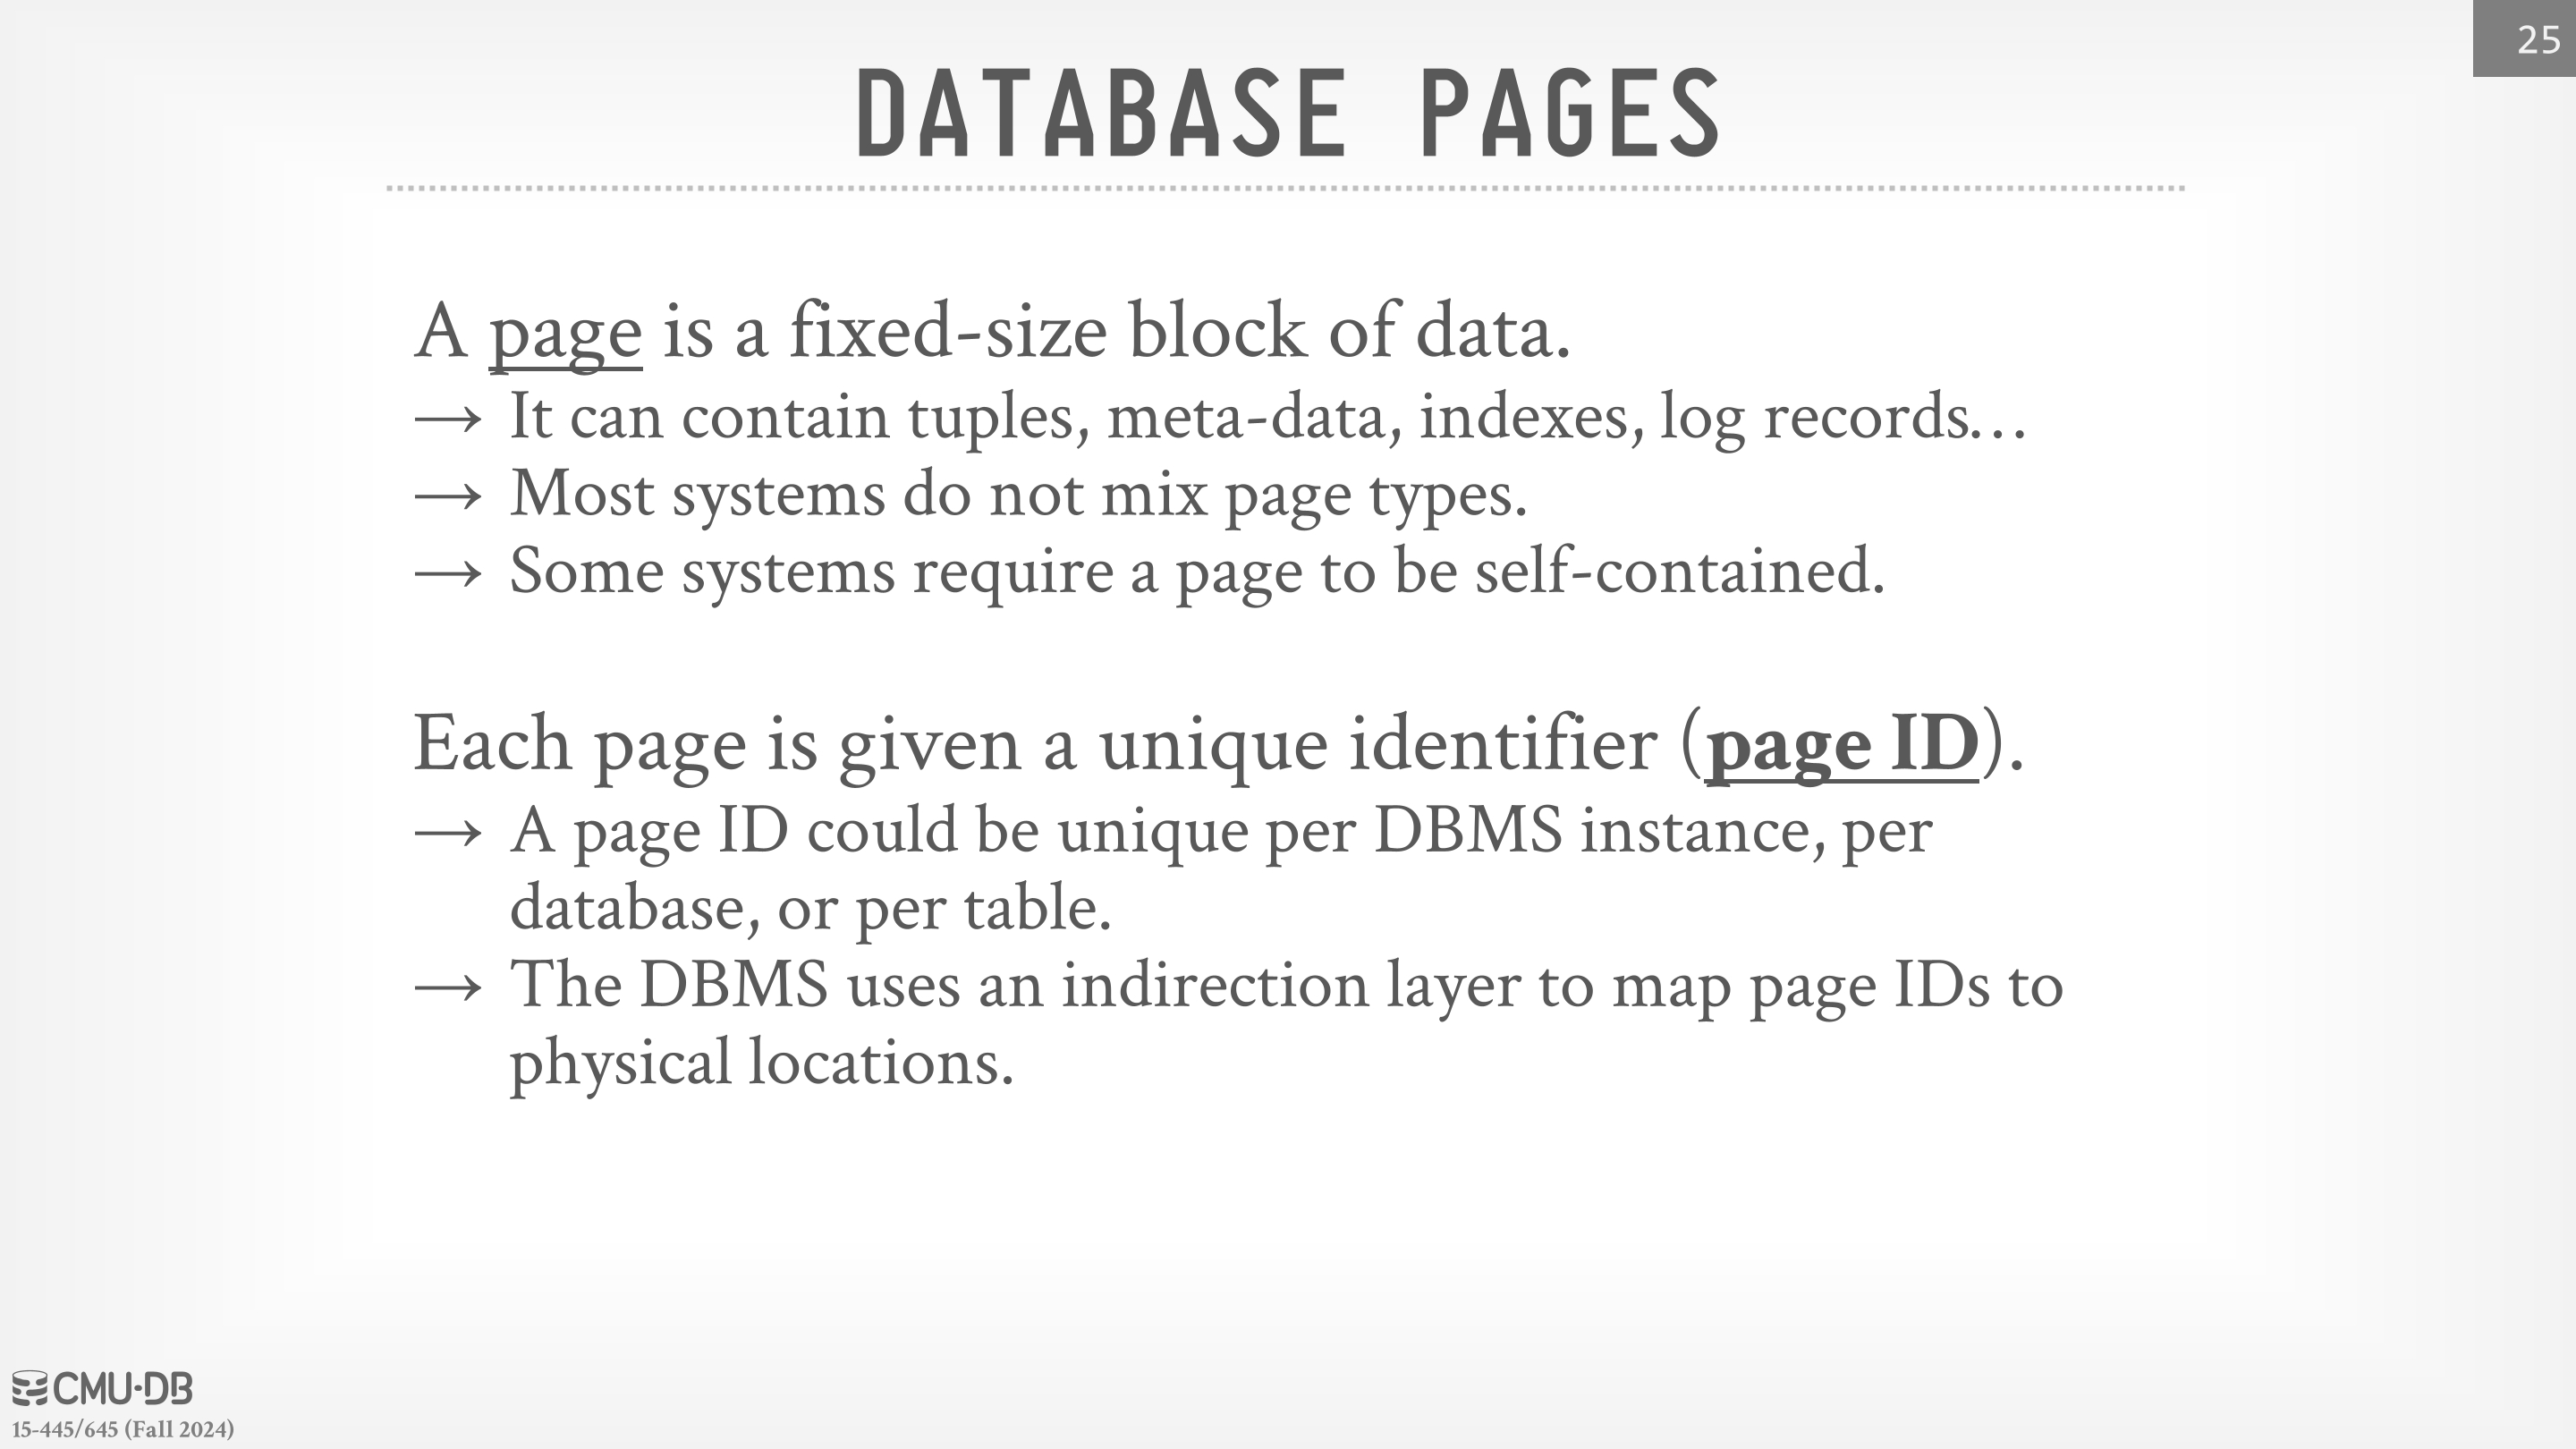 25
DATABASE PAGES
A page is a fixed-size block of data.
→ It can contain tuples, meta-data, indexes, log records…
→ Most systems do not mix page types.
→ Some systems require a page to be self-contained.
Each page is given a unique identifier (page ID).
→ A page ID could be unique per DBMS instance, per
database, or per table.
→ The DBMS uses an indirection layer to map page IDs to
physical locations.
CMU·DB
15-445/645 (Fall 2024)